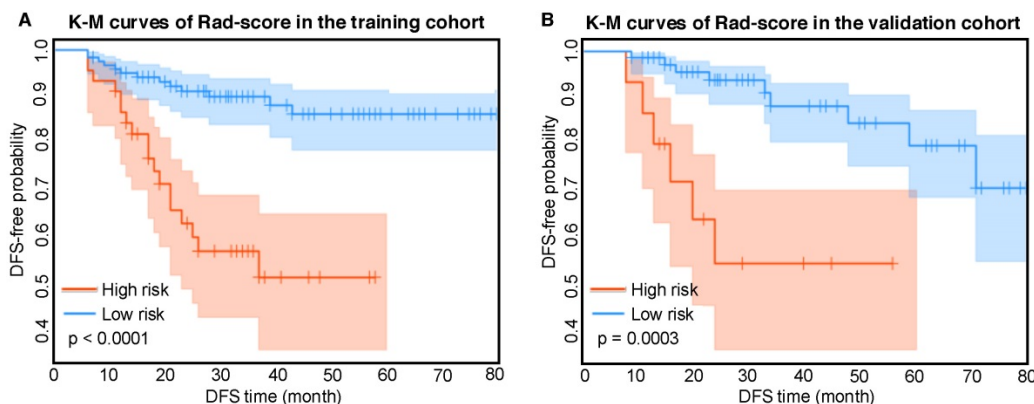 A
K-M curves of Rad-score in the training cohort
DFS-free probability
1.0
0.9
0.8
0.7
0.6
0.5
0.4
High risk
Low risk
p < 0.0001
0 10 20 30 40 50 60 70 80
DFS time (month)
B
K-M curves of Rad-score in the validation cohort
DFS-free probability
1.0
0.9
0.8
0.7
0.6
0.5
0.4
High risk
Low risk
p = 0.0003
0 10 20 30 40 50 60 70 80
DFS time (month)